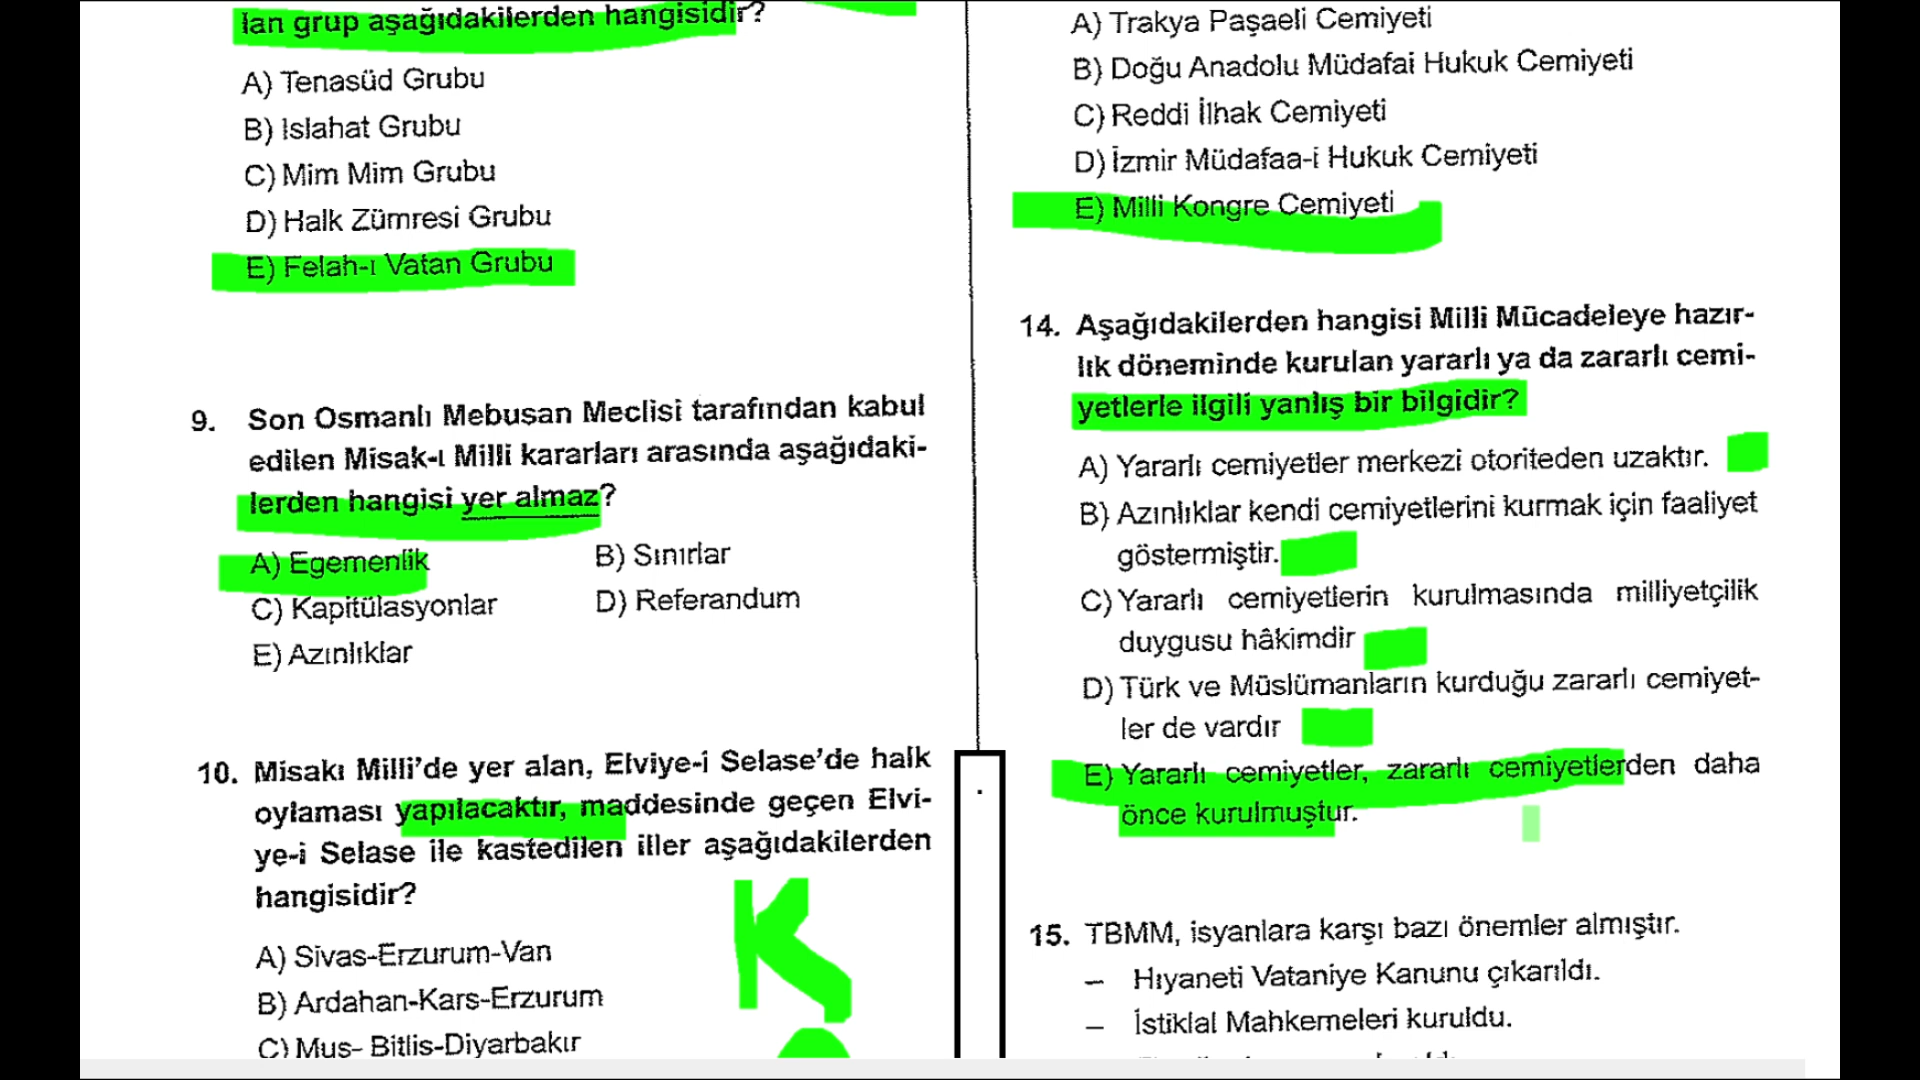 lan grup aşağıdakilerden hangisidir?
A) Tenasüd Grubu
B) Islahat Grubu
C) Mim Mim Grubu
D) Halk Zümresi Grubu
E) Felah-ı Vatan Grubu
9. Son Osmanlı Mebusan Meclisi tarafından kabul
edilen Misak-ı Milli kararları arasında aşağıdaki-
lerden hangisi yer almaz?
A) Egemenlik
B) Sınırlar
C) Kapitülasyonlar
D) Referandum
E) Azınlıklar
10. Misakı Milli'de yer alan, Elviye-i Selase'de halk
oylaması yapılacaktır, maddesinde geçen Elvi-
ye-i Selase ile kastedilen iller aşağıdakilerden
hangisidir?
A) Sivas-Erzurum-Van
B) Ardahan-Kars-Erzurum
C) Mus- Bitlis-Diyarbakır
K
A) Trakya Paşaeli Cemiyeti
B) Doğu Anadolu Müdafai Hukuk Cemiyeti
C) Reddi İlhak Cemiyeti
D) İzmir Müdafaa-i Hukuk Cemiyeti
E) Milli Kongre Cemiyeti
14. Aşağıdakilerden hangisi Milli Mücadeleye hazır-
lık döneminde kurulan yararlı ya da zararlı cemi-
yetlerle ilgili yanlış bir bilgidir?
A) Yararlı cemiyetler merkezi otoriteden uzaktır.
B) Azınlıklar kendi cemiyetlerini kurmak için faaliyet
göstermiştir.
C) Yararlı cemiyetlerin kurulmasında milliyetçilik
duygusu hâkimdir
D) Türk ve Müslümanların kurduğu zararlı cemiyet-
ler de vardır
E) Yararlı cemiyetler, zararlı cemiyetlerden daha
önce kurulmuştur.
15. TBMM, isyanlara karşı bazı önemler almıştır.
– Hıyaneti Vataniye Kanunu çıkarıldı.
– İstiklal Mahkemeleri kuruldu.